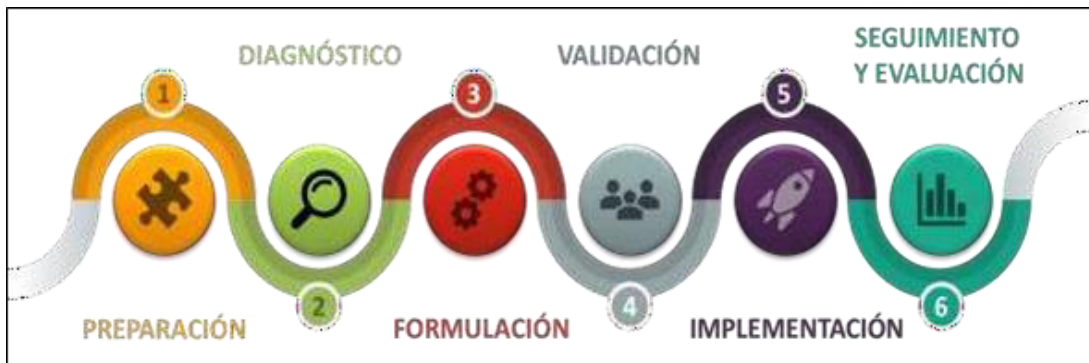 1
PREPARACIÓN
DIAGNÓSTICO
2
3
FORMULACIÓN
VALIDACIÓN
4
5
IMPLEMENTACIÓN
SEGUIMIENTO
Y EVALUACIÓN
6